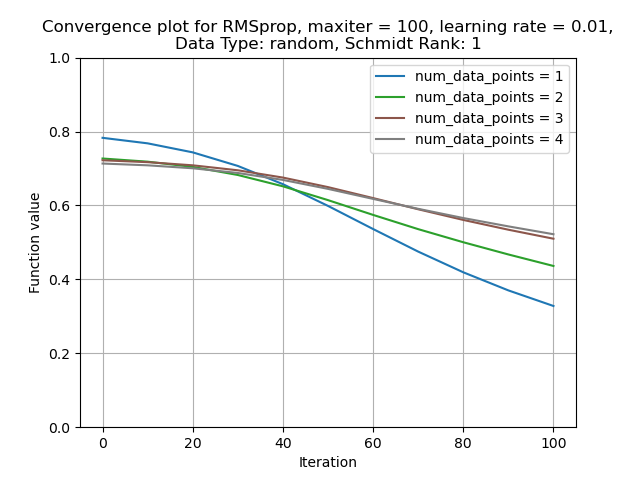 Convergence plot for RMSprop, maxiter = 100, learning rate = 0.01,
Data Type: random, Schmidt Rank: 1
num_data_points = 1
num_data_points = 2
num_data_points = 3
num_data_points = 4
Function value
1.0
0.8
0.6
0.4
0.2
0.0
0 20 40 60 80 100
Iteration